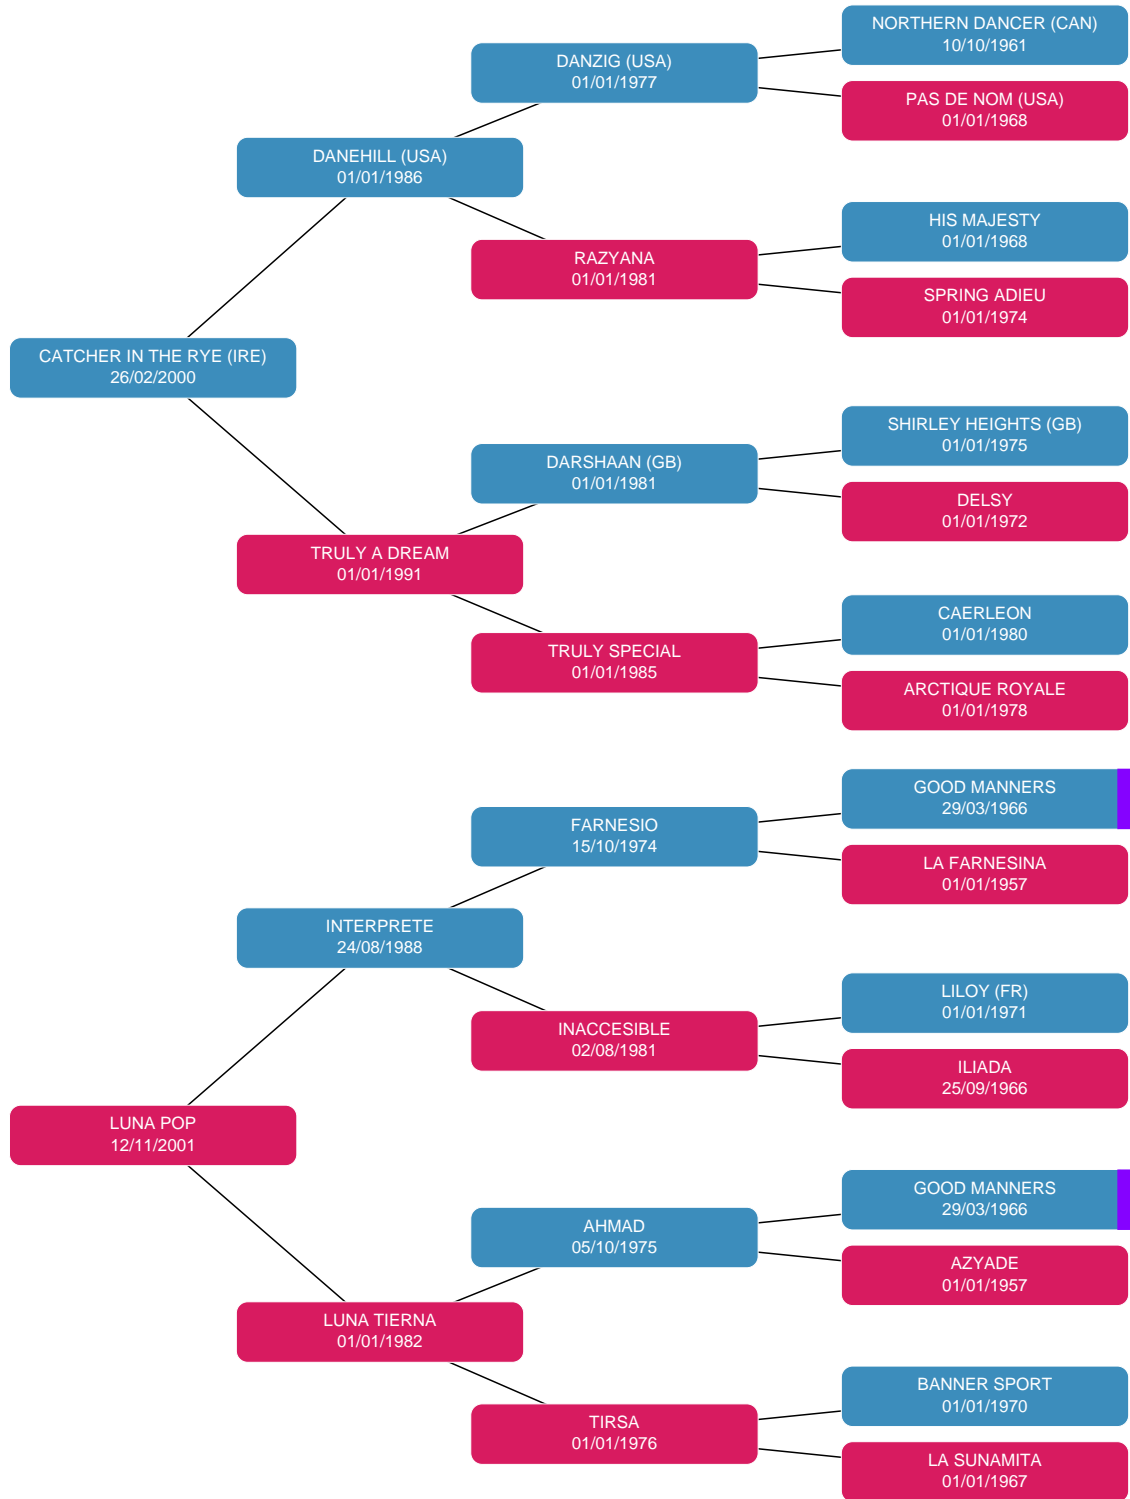 NORTHERN DANCER (CAN)
10/10/1961
DANZIG (USA)
01/01/1977
PAS DE NOM (USA)
01/01/1968
DANEHILL (USA)
01/01/1986
HIS MAJESTY
01/01/1968
RAZYANA
01/01/1981
SPRING ADIEU
01/01/1974
CATCHER IN THE RYE (IRE)
26/02/2000
SHIRLEY HEIGHTS (GB)
01/01/1975
DARSHAAN (GB)
01/01/1981
DELSY
01/01/1972
TRULY A DREAM
01/01/1991
CAERLEON
01/01/1980
TRULY SPECIAL
01/01/1985
ARCTIQUE ROYALE
01/01/1978
GOOD MANNERS
29/03/1966
FARNESIO
15/10/1974
LA FARNESINA
01/01/1957
INTERPRETE
24/08/1988
LILOY (FR)
01/01/1971
INACCESIBLE
02/08/1981
ILIADA
25/09/1966
LUNA POP
12/11/2001
GOOD MANNERS
29/03/1966
AHMAD
05/10/1975
AZYADE
01/01/1957
LUNA TIERNA
01/01/1982
BANNER SPORT
01/01/1970
TIRSA
01/01/1976
LA SUNAMITA
01/01/1967